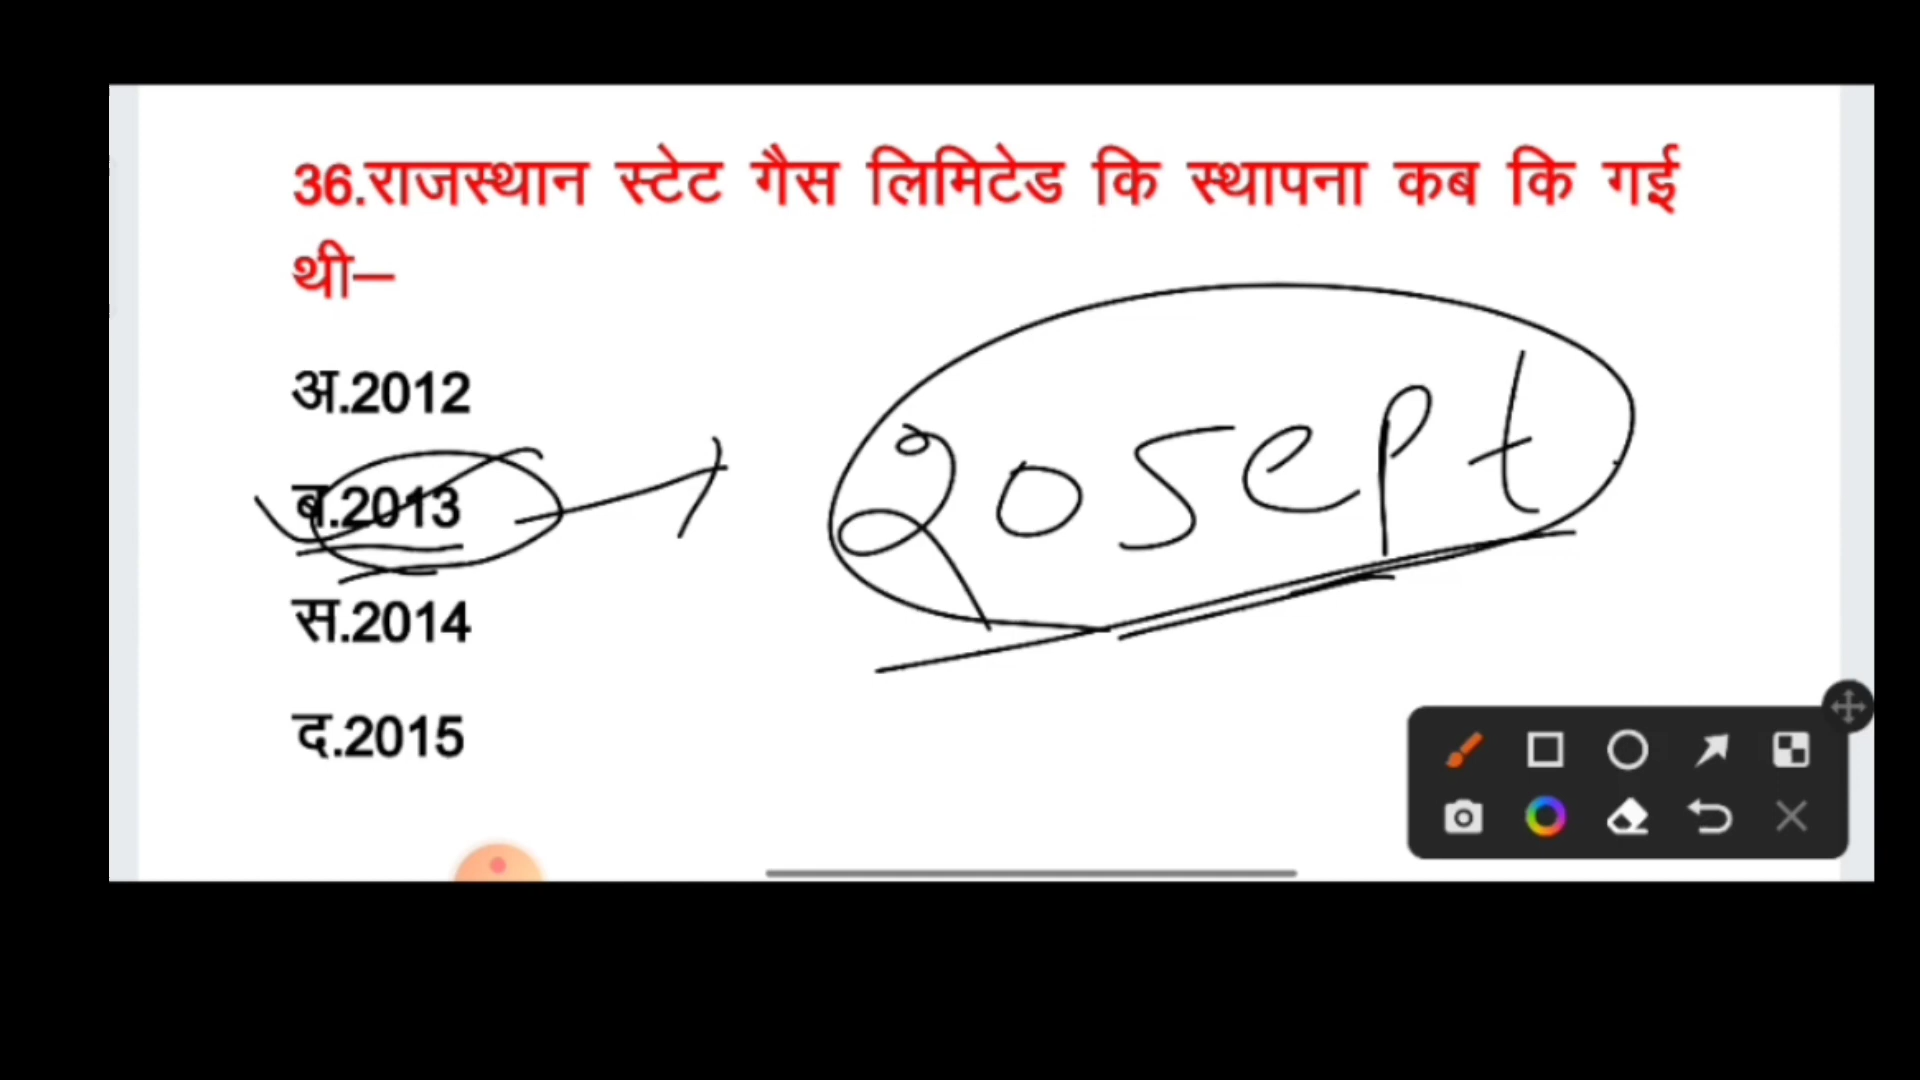 36.राजस्थान स्टेट गैस लिमिटेड कि स्थापना कब कि गई
थी–
अ.2012
ब.2013
20 sept
स.2014
द.2015